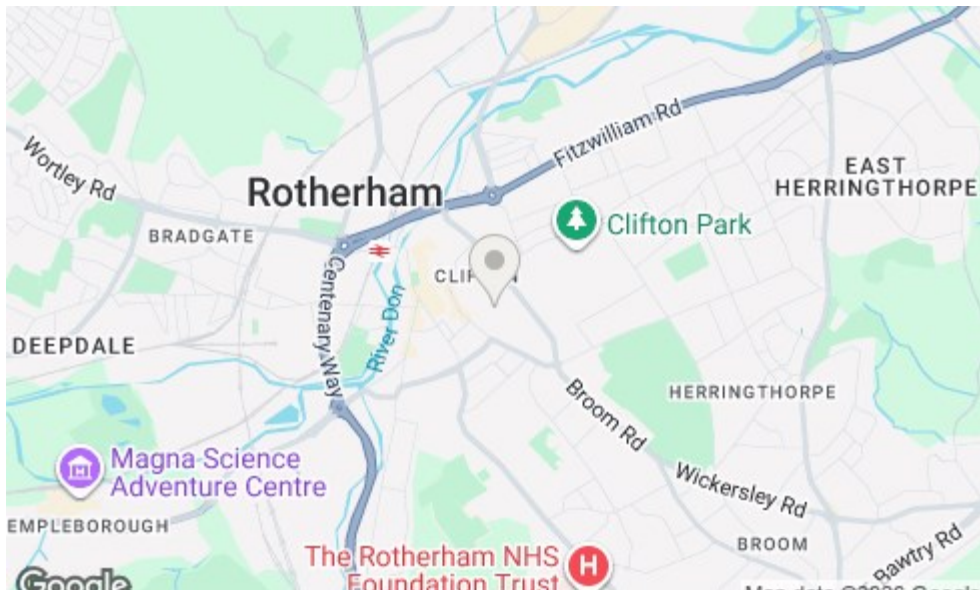 Wortley Rd
Rotherham
BRADGATE
Fitzwilliam Rd
EAST
HERRINGTHORPE
Clifton Park
Centenary Way
River Don
DEEPDALE
HERRINGTHORPE
Broom Rd
Magna Science
Adventure Centre
Wickersley Rd
EMPLEBOROUGH
BROOM
Bawtry Rd
The Rotherham NHS
Foundation Trust
H
Google